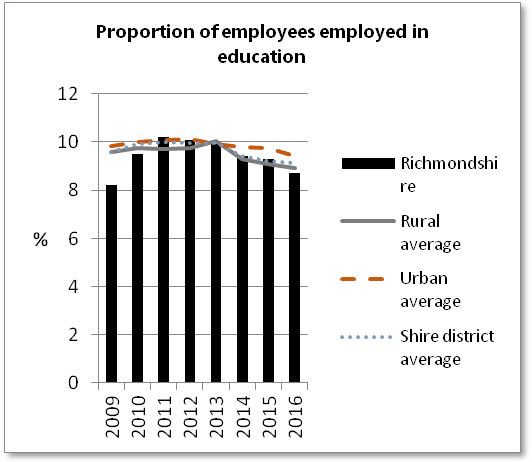 Proportion of employees employed in
education
12
10
8
6
4
2
0
%
2009
2010
2011
2012
2013
2014
2015
2016
Richmondshi
re
Rural
average
Urban
average
Shire district
average